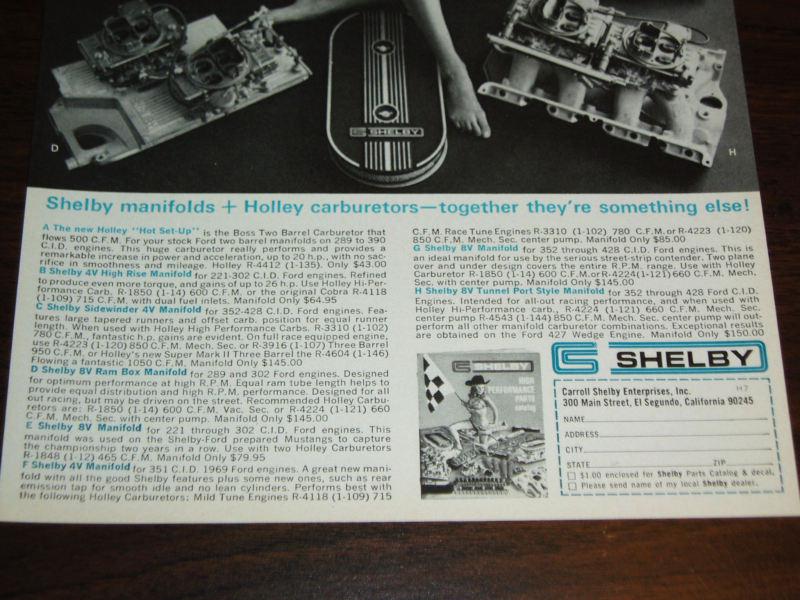 SHELBY
D
H
Shelby manifolds + Holley carburetors—together they're something else!
A The new Holley "Hot Set-Up" is the Boss Two Barrel Carburetor that
flows 500 C.F.M. For your stock Ford two barrel manifolds on 289 to 390
C.I.D. engines. This huge carburetor really performs and provides a
remarkable increase in power and acceleration, up to 20 h.p., with no sac-
rifice in smoothness and mileage. Holley R-4412 (1-135). Only $43.00
B Shelby 4V High Rise Manifold for 221-302 C.I.D. Ford engines. Refined
to produce even more torque, and gains of up to 26 h.p. Use Holley Hi-Per-
formance Carb. R-1850 (1-14) 600 C.F.M. or the original Cobra R-4118
(1-109) 715 C.F.M. with dual fuel inlets. Manifold Only $64.95
C Shelby Sidewinder 4V Manifold for 352-428 C.I.D. Ford engines. Fea-
tures large tapered runners and offset carb. position for equal runner
length. When used with Holley High Performance Carbs. R-3310 (1-102)
780 C.F.M., fantastic h.p. gains are evident. On full race equipped engine,
use R-4223 (1-120) 850 C.F.M. Mech. Sec. or R-3916 (1-107) Three Barrel
950 C.F.M. or Holley's new Super Mark II Three Barrel the R-4604 (1-146)
Flowing a fantastic 1050 C.F.M. Manifold Only $145.00
D Shelby 8V Ram Box Manifold for 289 and 302 Ford engines. Designed
for optimum performance at high R.P.M. Equal ram tube length helps to
provide equal distribution and high R.P.M. performance. Designed for all
out racing, but may be driven on the street. Recommended Holley Carbu-
retors are: R-1850 (1-14) 600 C.F.M. Vac. Sec. or R-4224 (1-121) 660
C.F.M. Mech. Sec. with center pump. Manifold Only $145.00
E Shelby 8V Manifold for 221 through 302 C.I.D. Ford engines. This
manifold was used on the Shelby-Ford prepared Mustangs to capture
the championship two years in a row. Use with two Holley Carburetors
R-1848 (1-12) 465 C.F.M. Manifold Only $79.95
F Shelby 4V Manifold for 351 C.I.D. 1969 Ford engines. A great new mani-
fold with all the good Shelby features plus some new ones, such as rear
emission tap for smooth idle and no lean cylinders. Performs best with
the following Holley Carburetors: Mild Tune Engines R-4118 (1-109) 715
C.F.M. Race Tune Engines R-3310 (1-102) 780 C.F.M. or R-4223 (1-120)
850 C.F.M. Mech. Sec. center pump. Manifold Only $85.00
G Shelby 8V Manifold for 352 through 428 C.I.D. Ford engines. This is
an ideal manifold for use by the serious street-strip contender. Two plane
over and under design covers the entire R.P.M. range. Use with Holley
Carburetor R-1850 (1-14) 600 C.F.M. or R-4224 (1-121) 660 C.F.M. Mech.
Sec. with center pump. Manifold Only $145.00
H Shelby 8V Tunnel Port Style Manifold for 352 through 428 Ford C.I.D.
Engines. Intended for all-out racing performance, and when used with
Holley Hi-Performance carb., R-4224 (1-121) 660 C.F.M. Mech. Sec.
center pump R-4543 (1-144) 850 C.F.M. Mech. Sec. center pump will out-
perform all other manifold carburetor combinations. Exceptional results
are obtained on the Ford 427 Wedge Engine. Manifold Only $150.00
SHELBY
HIGH
PERFORMANCE
PARTS
catalog
SHELBY
H7
Carroll Shelby Enterprises, Inc.
300 Main Street, El Segundo, California 90245
NAME
ADDRESS
CITY
STATE ZIP
$1.00 enclosed for Shelby Parts Catalog & decal.
Please send name of my local Shelby dealer.